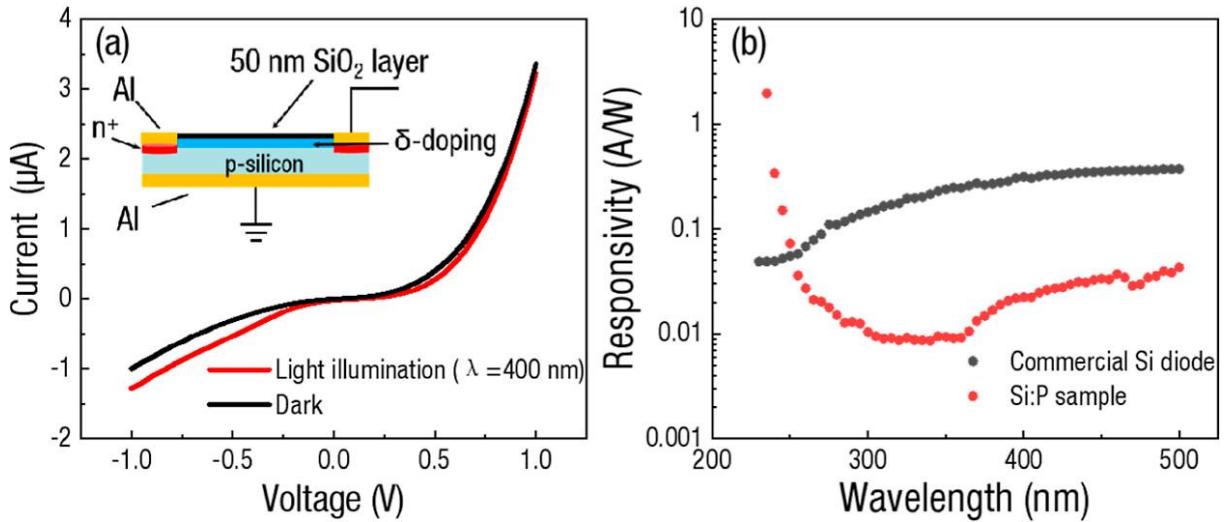 (a)
50 nm SiO₂ layer
Al
n⁺
δ-doping
p-silicon
Al
Light illumination ( λ =400 nm)
Dark
4
3
2
1
0
-1
-2
Current (μA)
-1.0 -0.5 0.0 0.5 1.0
Voltage (V)
(b)
Commercial Si diode
Si:P sample
10
1
0.1
0.01
0.001
Responsivity (A/W)
200 300 400 500
Wavelength (nm)